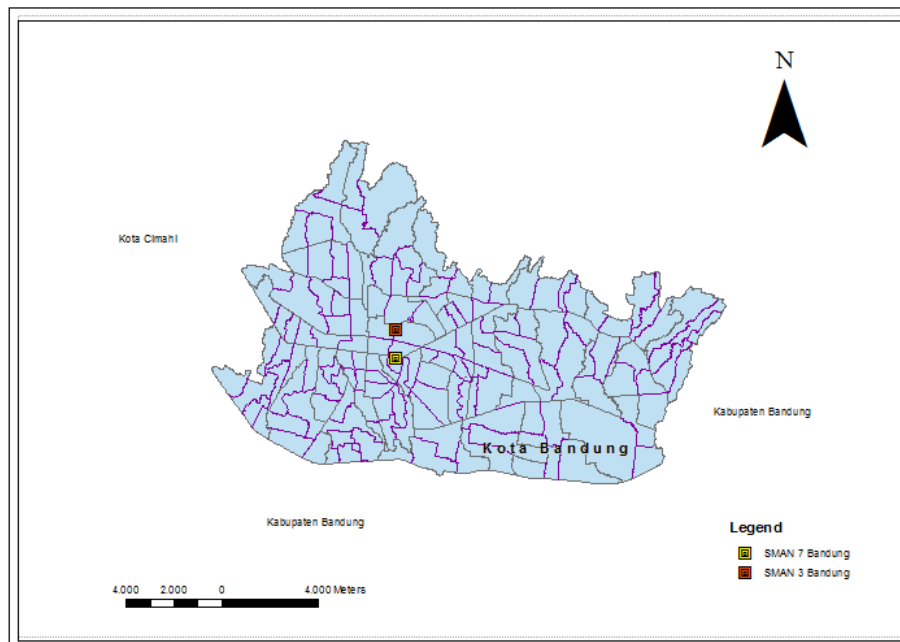 N
Kota Cimahi
Kabupaten Bandung
Kota Bandung
Kabupaten Bandung
Legend
SMAN 7 Bandung
SMAN 3 Bandung
4.000 2.000 0 4.000 Meters